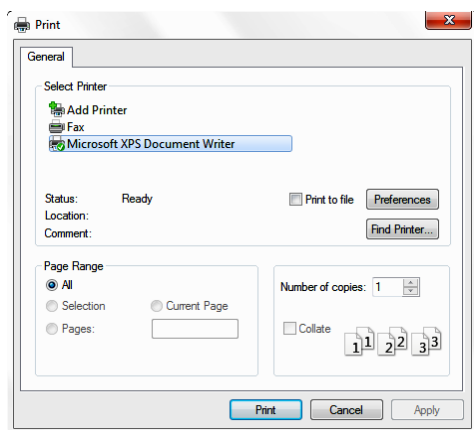 Print
General
Select Printer
Add Printer
Fax
Microsoft XPS Document Writer
Status: Ready
Print to file
Preferences
Location:
Comment:
Find Printer...
Page Range
All
Selection
Current Page
Pages:
Number of copies: 1
Collate
1 1 2 2 3 3
Print
Cancel
Apply